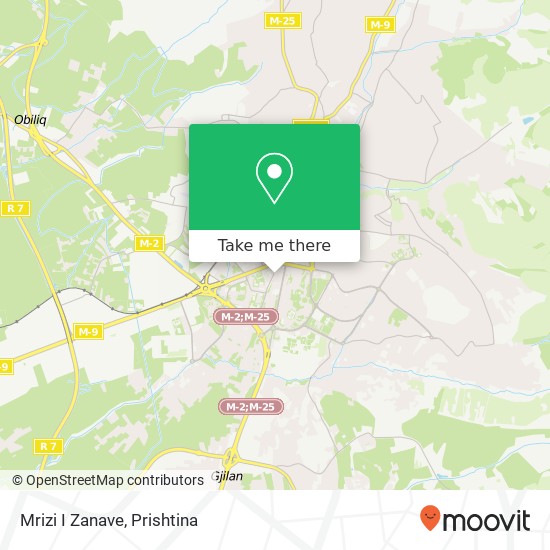 M-25
M-9
Obiliq
R 7
M-2
Take me there
M-2;M-25
M-9
-9
M-2;M-25
R 7
Gjilan
© OpenStreetMap contributors
Mrizi I Zanave, Prishtina
moovit